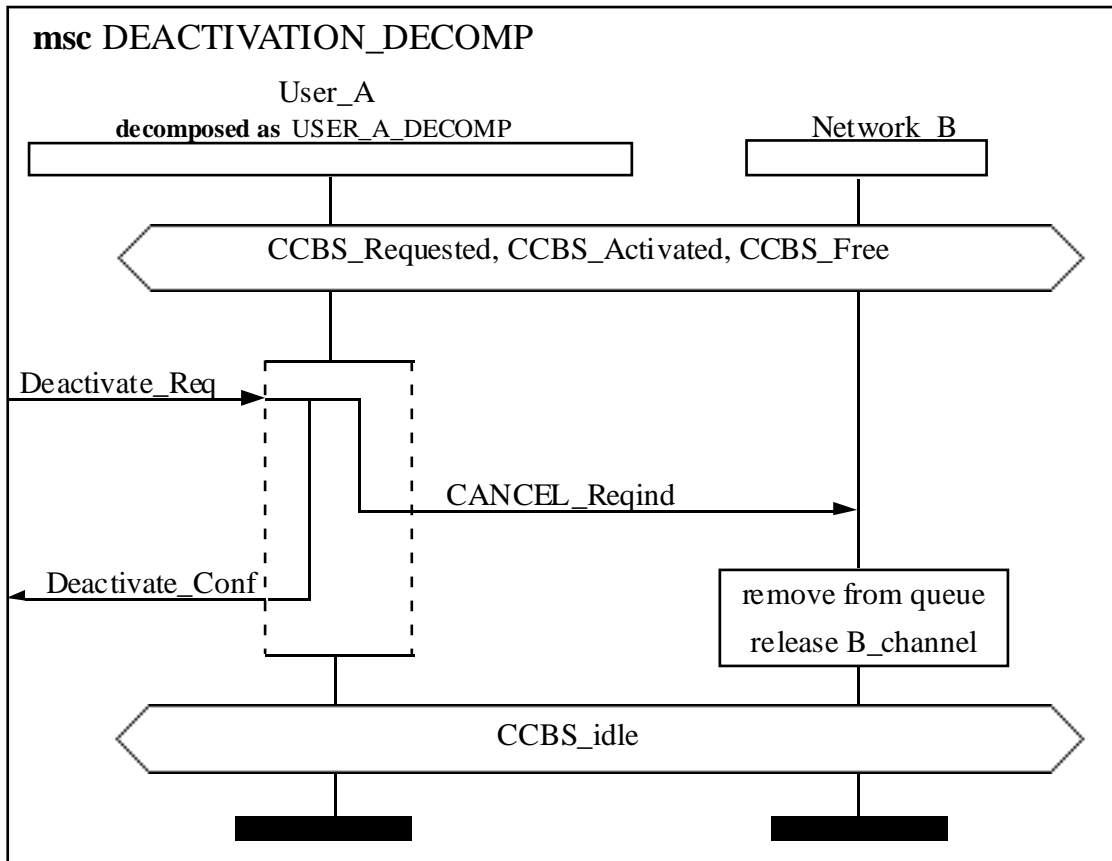 msc DEACTIVATION_DECOMP
User_A
decomposed as USER_A_DECOMP
Network_B
CCBS_Requested, CCBS_Activated, CCBS_Free
Deactivate_Req
CANCEL_Reqind
Deactivate_Conf
remove from queue
release B_channel
CCBS_idle